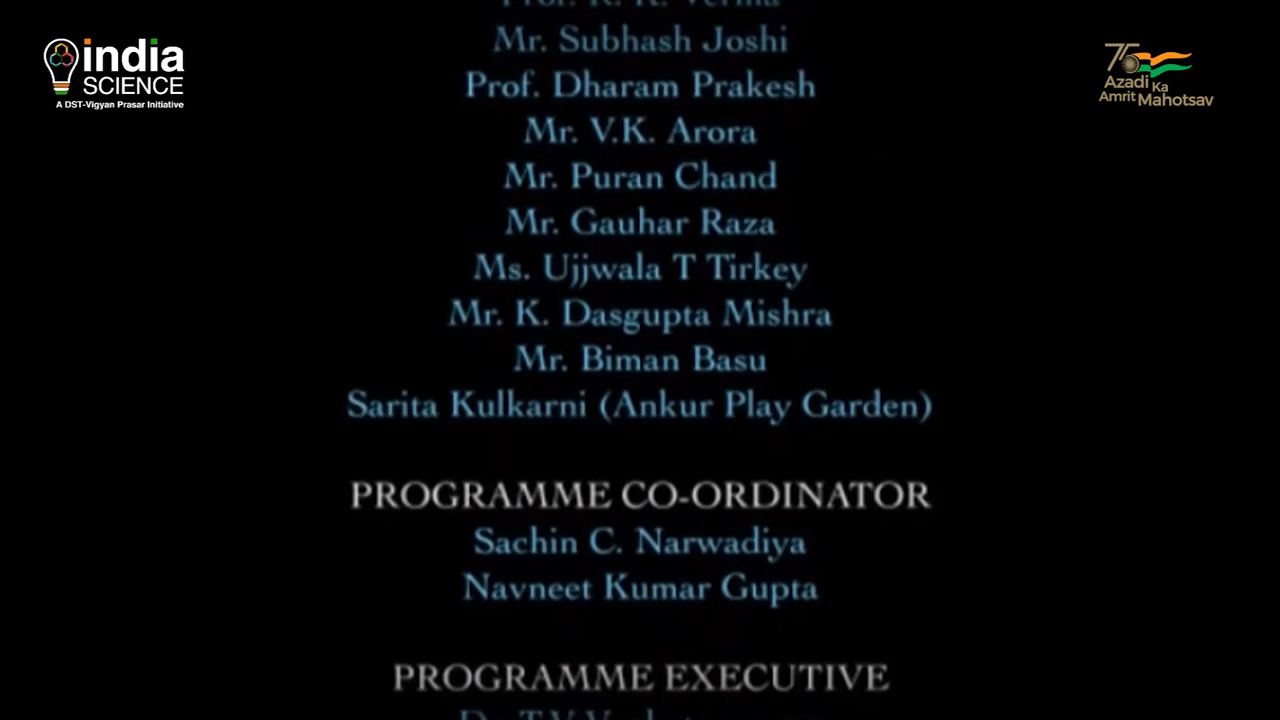 india
SCIENCE
A DST-Vigyan Prasar Initiative
75
Azadi Ka
Amrit Mahotsav
Prof. R. K. Verma
Mr. Subhash Joshi
Prof. Dharam Prakesh
Mr. V.K. Arora
Mr. Puran Chand
Mr. Gauhar Raza
Ms. Ujjwala T Tirkey
Mr. K. Dasgupta Mishra
Mr. Biman Basu
Sarita Kulkarni (Ankur Play Garden)
PROGRAMME CO-ORDINATOR
Sachin C. Narwadiya
Navneet Kumar Gupta
PROGRAMME EXECUTIVE